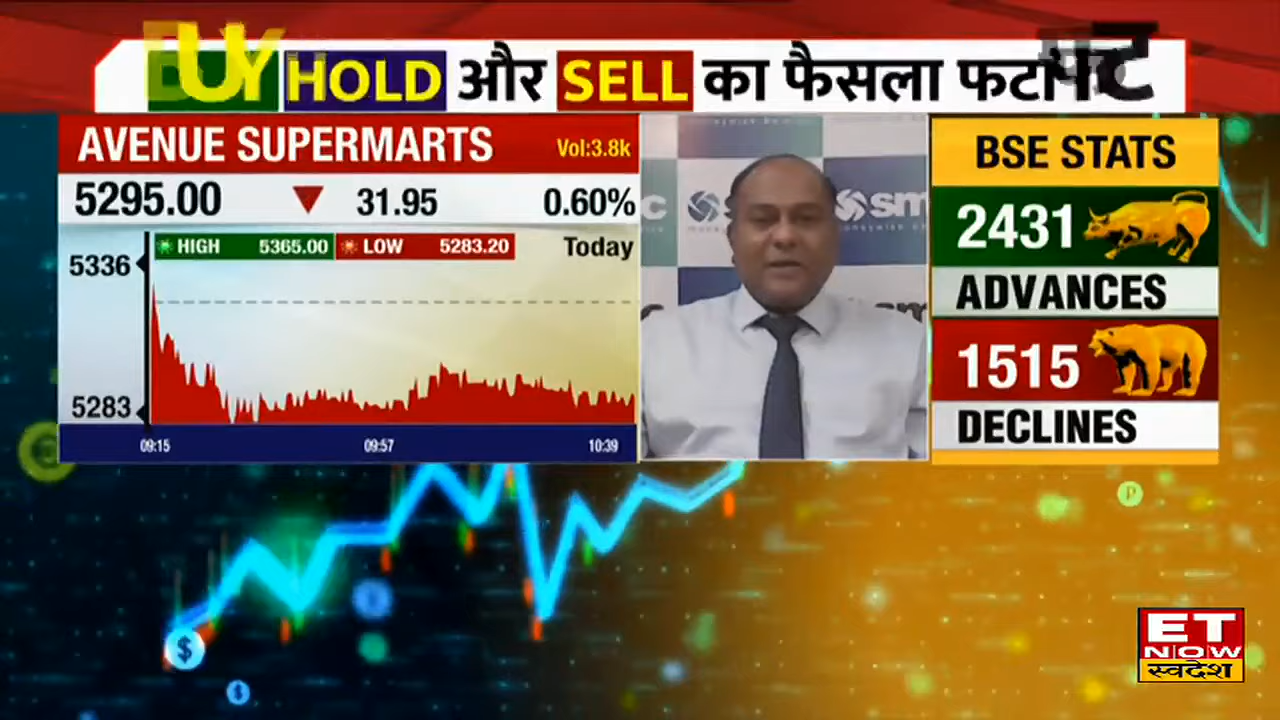 BUY HOLD और SELL का फैसला फटाफट
AVENUE SUPERMARTS Vol:3.8k
5295.00 31.95 0.60%
HIGH 5365.00 LOW 5283.20 Today
5336
5283
09:15 09:57 10:39
smc
BSE STATS
2431
ADVANCES
1515
DECLINES
ET
NOW
स्वदेश